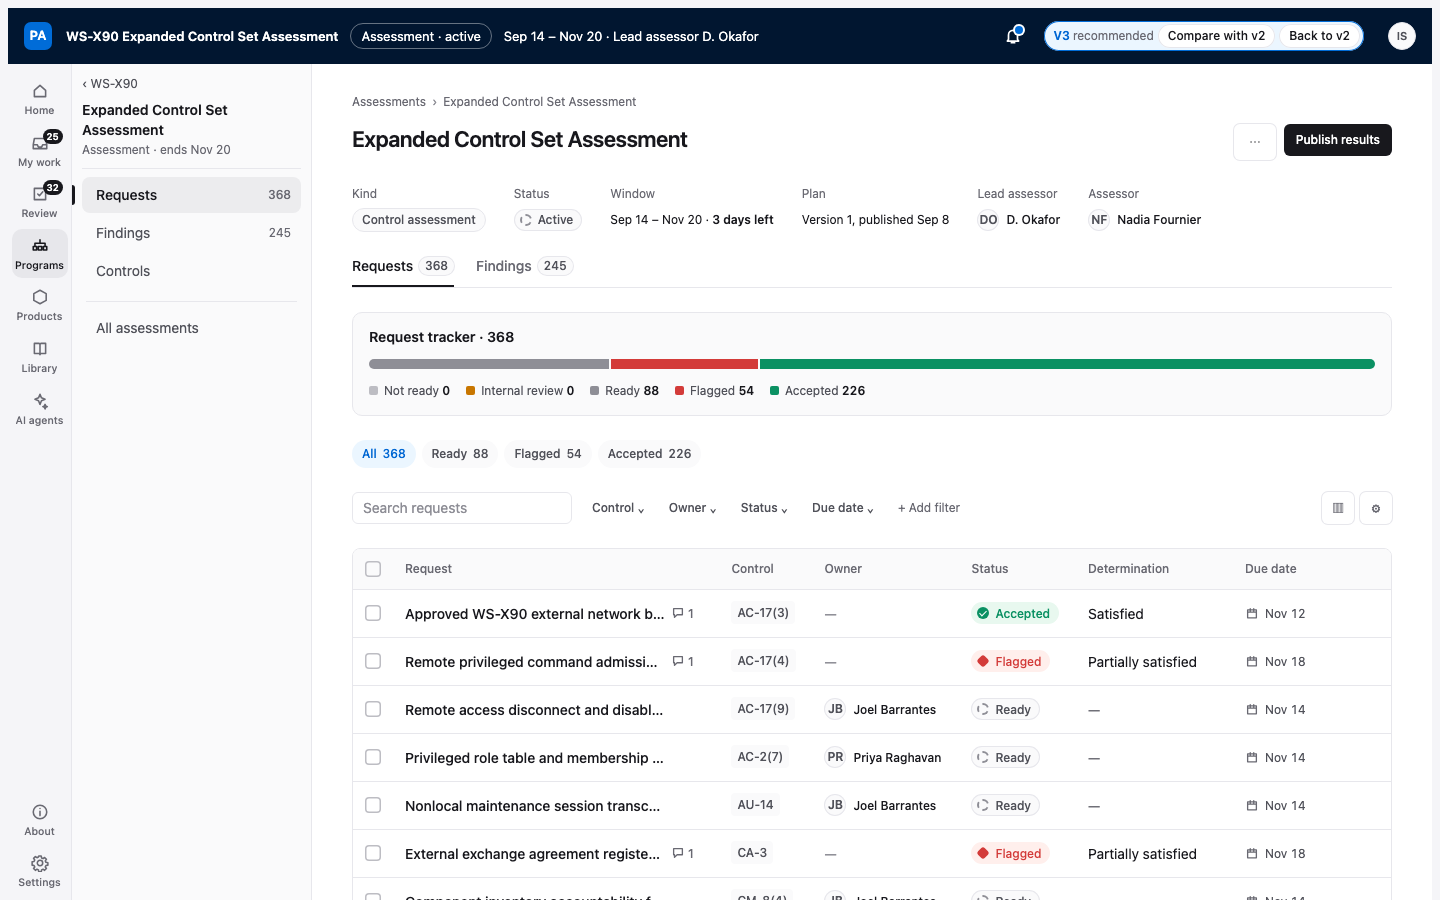 PA WS-X90 Expanded Control Set Assessment Assessment · active Sep 14 – Nov 20 · Lead assessor D. Okafor V3 recommended Compare with v2 Back to v2 IS
Home
25
My work
32
Review
Programs
Products
Library
AI agents
About
Settings
‹ WS-X90
Expanded Control Set
Assessment
Assessment · ends Nov 20
Requests 368
Findings 245
Controls
All assessments
Assessments › Expanded Control Set Assessment
Expanded Control Set Assessment
... Publish results
Kind Status Window Plan Lead assessor Assessor
Control assessment Active Sep 14 – Nov 20 · 3 days left Version 1, published Sep 8 DO D. Okafor NF Nadia Fournier
Requests 368 Findings 245
Request tracker · 368
Not ready 0 Internal review 0 Ready 88 Flagged 54 Accepted 226
All 368 Ready 88 Flagged 54 Accepted 226
Search requests Control Owner Status Due date + Add filter
Request Control Owner Status Determination Due date
Approved WS-X90 external network b... 1 AC-17(3) — Accepted Satisfied Nov 12
Remote privileged command admissi... 1 AC-17(4) — Flagged Partially satisfied Nov 18
Remote access disconnect and disabl... AC-17(9) JB Joel Barrantes Ready — Nov 14
Privileged role table and membership ... AC-2(7) PR Priya Raghavan Ready — Nov 14
Nonlocal maintenance session transc... AU-14 JB Joel Barrantes Ready — Nov 14
External exchange agreement registe... 1 CA-3 — Flagged Partially satisfied Nov 18